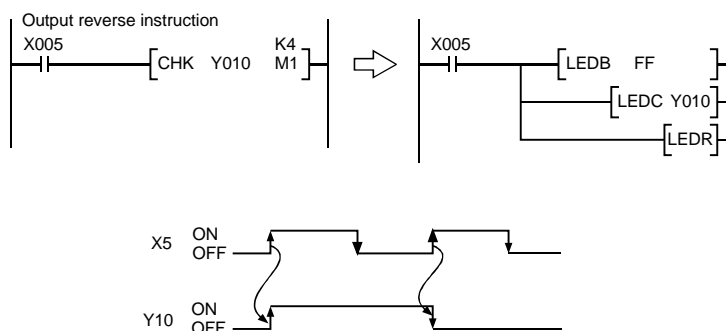 Output reverse instruction
X005
CHK Y010 K4 M1
X005
LEDB FF
LEDC Y010
LEDR
X5 ON OFF
Y10 ON OFF